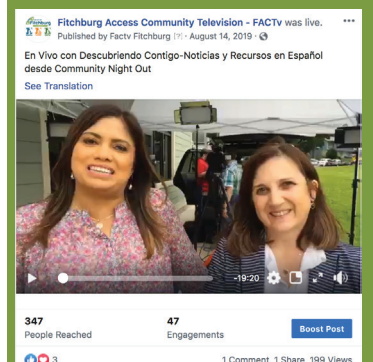 Fitchburg Access Community Television - FACTv was live.
Published by Factv Fitchburg [?] · August 14, 2019 ·
En Vivo con Descubriendo Contigo-Noticias y Recursos en Español
desde Community Night Out
See Translation
-19:20
347
People Reached
47
Engagements
Boost Post
3
1 Comment 1 Share 199 Views